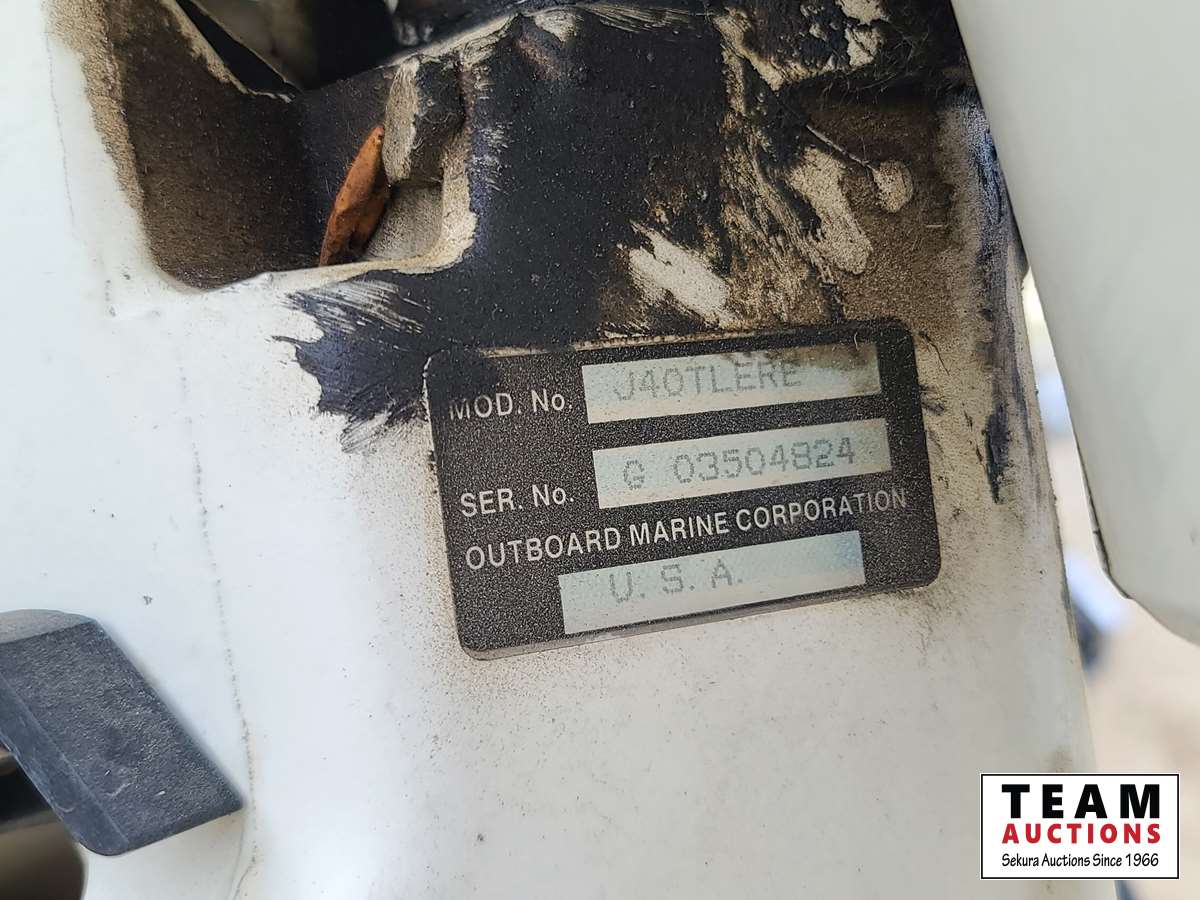 MOD. No. J40TLERE
SER. No. G 03504824
OUTBOARD MARINE CORPORATION
U. S. A.
TEAM
AUCTIONS
Sekura Auctions Since 1966